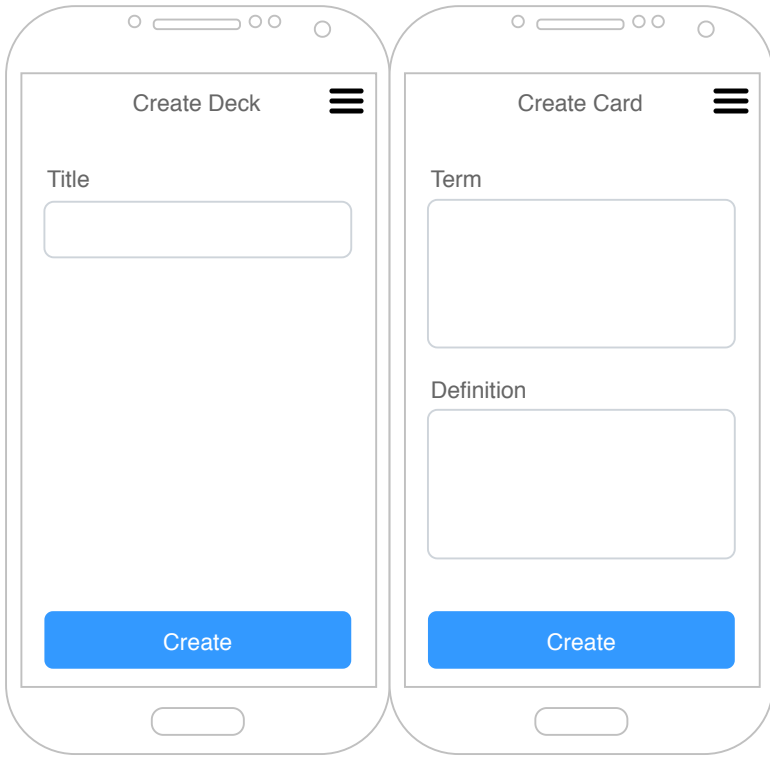 Create Deck
Title
Create
Create Card
Term
Definition
Create